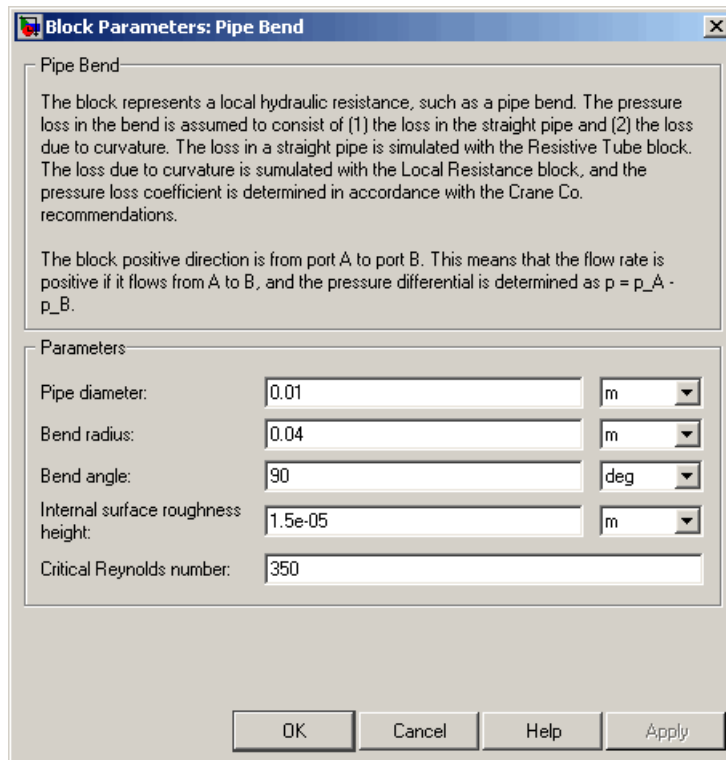 Block Parameters: Pipe Bend
Pipe Bend
The block represents a local hydraulic resistance, such as a pipe bend. The pressure
loss in the bend is assumed to consist of (1) the loss in the straight pipe and (2) the loss
due to curvature. The loss in a straight pipe is simulated with the Resistive Tube block.
The loss due to curvature is sumulated with the Local Resistance block, and the
pressure loss coefficient is determined in accordance with the Crane Co.
recommendations.
The block positive direction is from port A to port B. This means that the flow rate is
positive if it flows from A to B, and the pressure differential is determined as p = p_A -
p_B.
Parameters
Pipe diameter: 0.01 m
Bend radius: 0.04 m
Bend angle: 90 deg
Internal surface roughness
height: 1.5e-05 m
Critical Reynolds number: 350
OK Cancel Help Apply